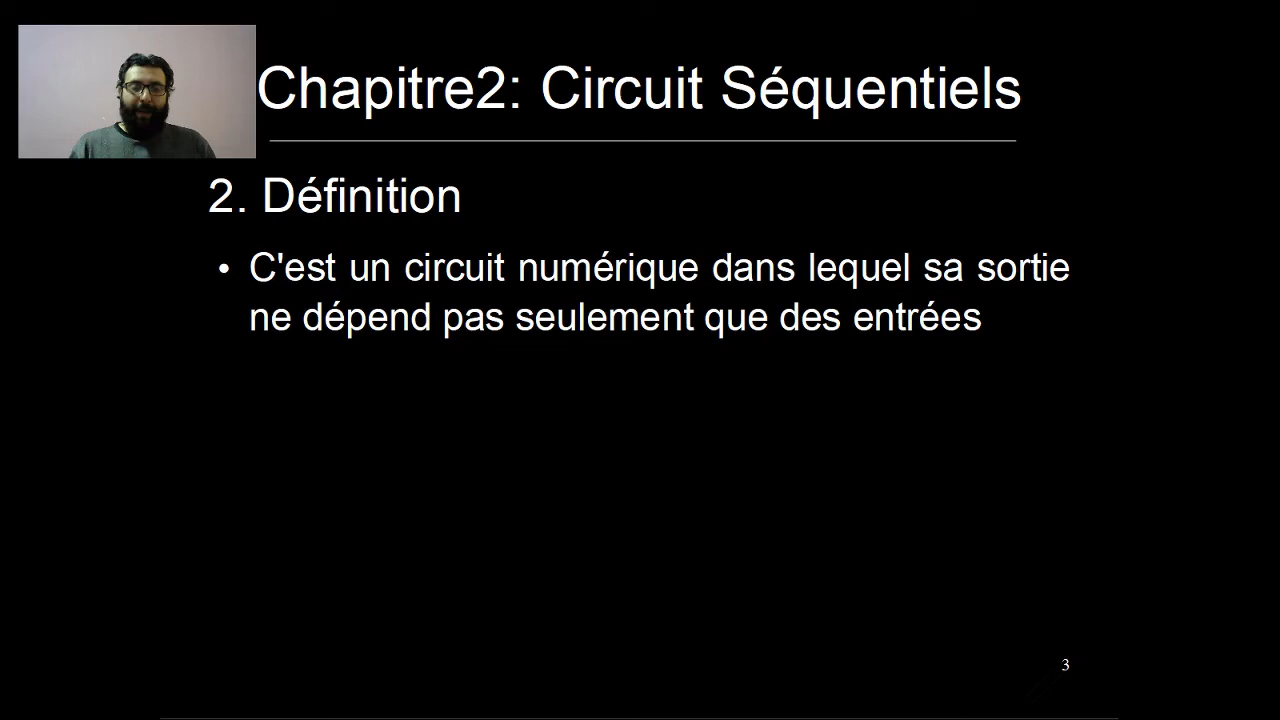 Chapitre2: Circuit Séquentiels
2. Définition
• C'est un circuit numérique dans lequel sa sortie
ne dépend pas seulement que des entrées
3